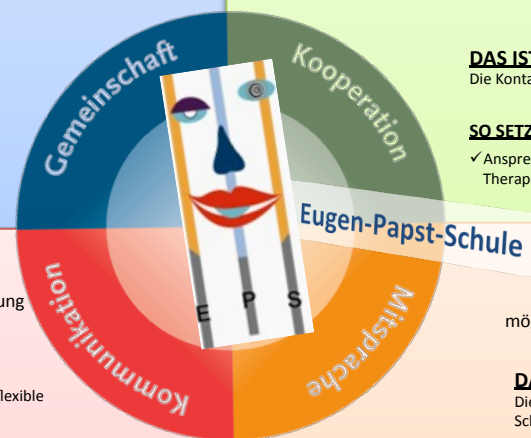 Gemeinschaft
Kooperation
DAS IST
Die Konta
SO SETZ
✓Anspre
Therap
Eugen-Papst-Schule
E P S
ung
lexible
Kommunikation
Mitsprache
mö
DA
Die
Sch